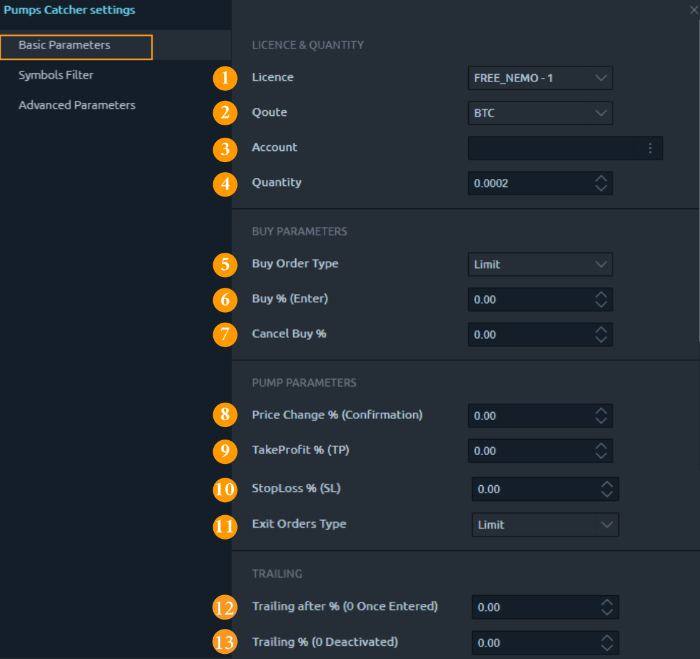 Pumps Catcher settings
Basic Parameters
Symbols Filter
Advanced Parameters
LICENCE & QUANTITY
1 Licence FREE_NEMO - 1
2 Qoute BTC
3 Account
4 Quantity 0.0002
BUY PARAMETERS
5 Buy Order Type Limit
6 Buy % (Enter) 0.00
7 Cancel Buy % 0.00
PUMP PARAMETERS
8 Price Change % (Confirmation) 0.00
9 TakeProfit % (TP) 0.00
10 StopLoss % (SL) 0.00
11 Exit Orders Type Limit
TRAILING
12 Trailing after % (0 Once Entered) 0.00
13 Trailing % (0 Deactivated) 0.00